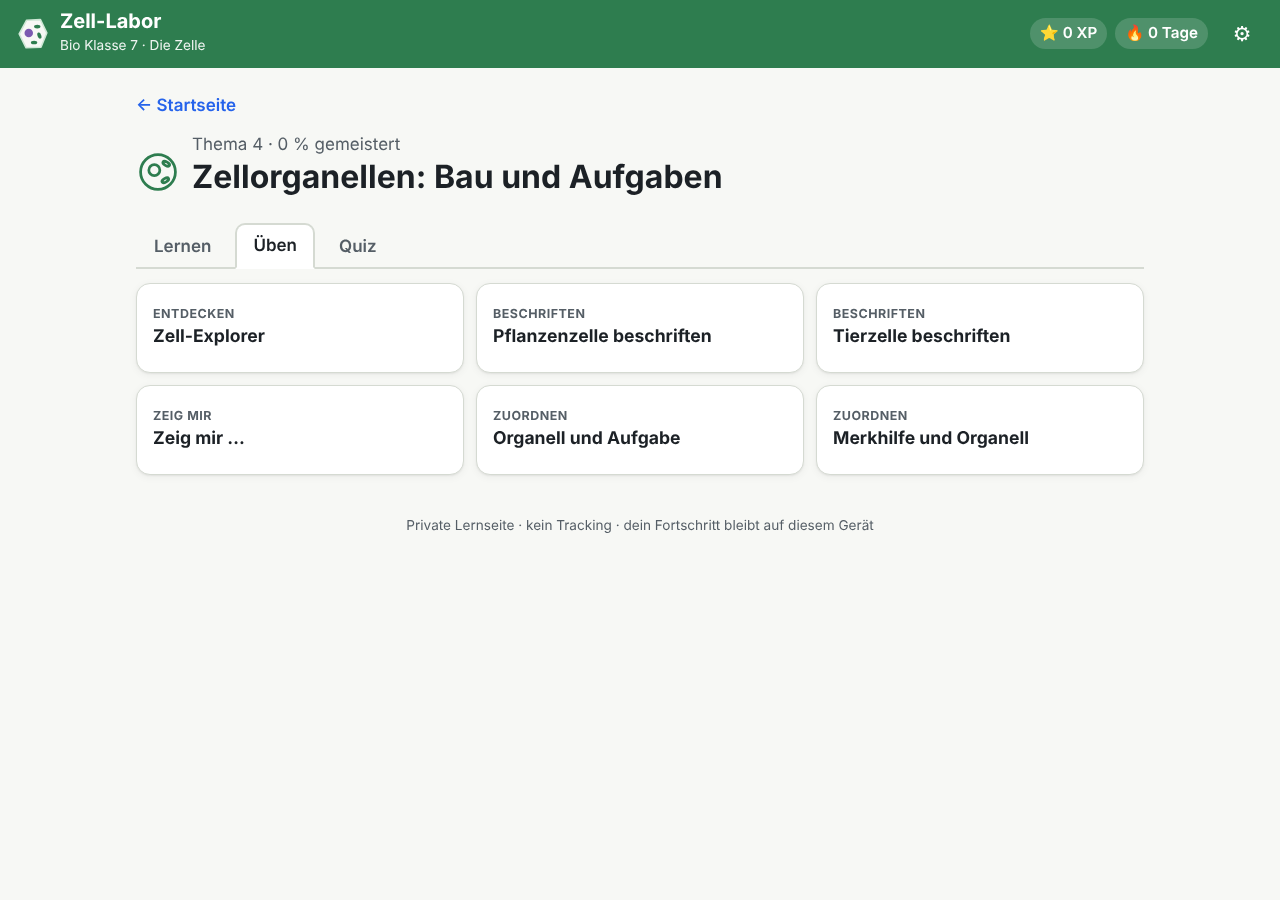 Zell-Labor
Bio Klasse 7 · Die Zelle
⭐ 0 XP
🔥 0 Tage
← Startseite
Thema 4 · 0 % gemeistert
Zellorganellen: Bau und Aufgaben
Lernen
Üben
Quiz
ENTDECKEN
Zell-Explorer
BESCHRIFTEN
Pflanzenzelle beschriften
BESCHRIFTEN
Tierzelle beschriften
ZEIG MIR
Zeig mir …
ZUORDNEN
Organell und Aufgabe
ZUORDNEN
Merkhilfe und Organell
Private Lernseite · kein Tracking · dein Fortschritt bleibt auf diesem Gerät